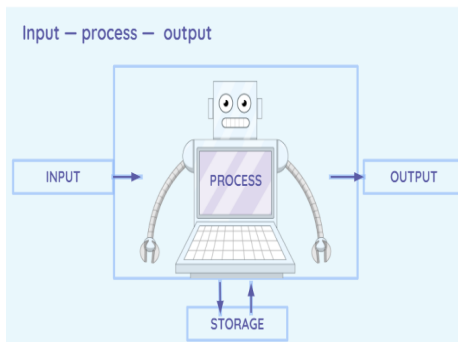 Input — process — output
INPUT
PROCESS
OUTPUT
STORAGE